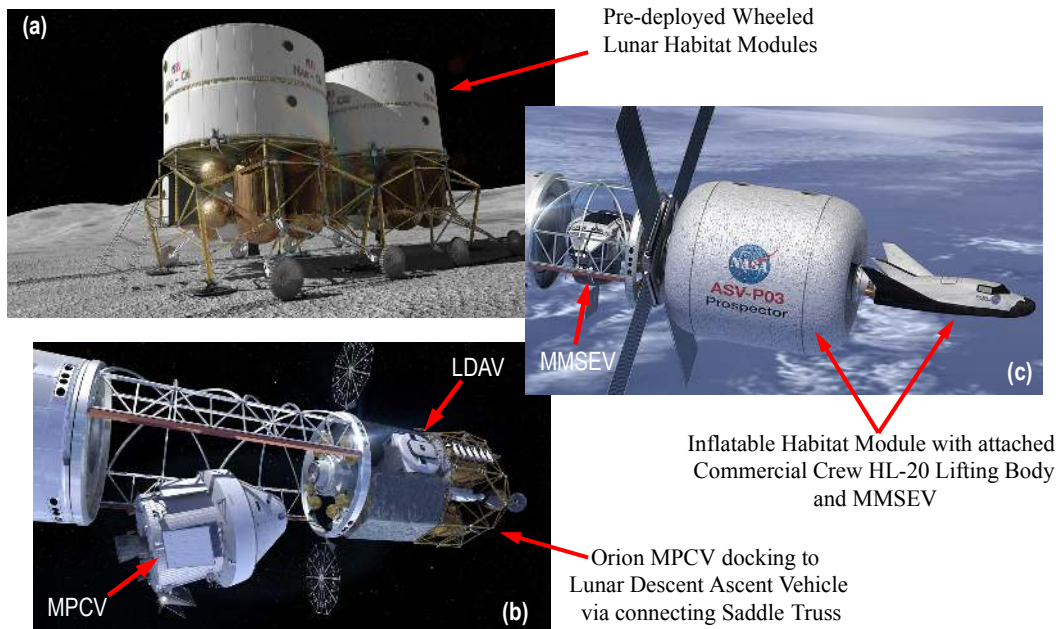 (a)
Pre-deployed Wheeled
Lunar Habitat Modules
NASA
ASV-P03
Prospector
MMSEV
(c)
Inflatable Habitat Module with attached
Commercial Crew HL-20 Lifting Body
and MMSEV
LDAV
MPCV
(b)
Orion MPCV docking to
Lunar Descent Ascent Vehicle
via connecting Saddle Truss